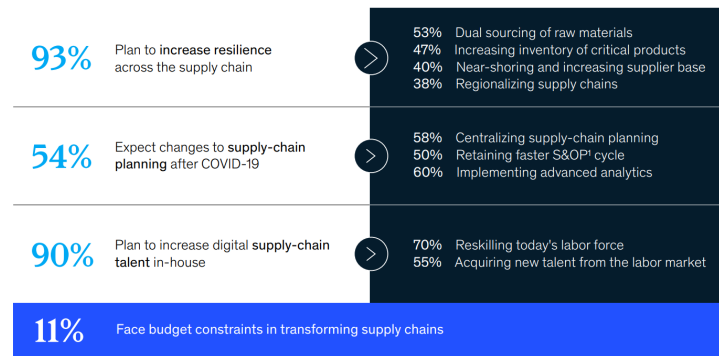 93%
Plan to increase resilience
across the supply chain
53% Dual sourcing of raw materials
47% Increasing inventory of critical products
40% Near-shoring and increasing supplier base
38% Regionalizing supply chains
54%
Expect changes to supply-chain
planning after COVID-19
58% Centralizing supply-chain planning
50% Retaining faster S&OP¹ cycle
60% Implementing advanced analytics
90%
Plan to increase digital supply-chain
talent in-house
70% Reskilling today's labor force
55% Acquiring new talent from the labor market
11% Face budget constraints in transforming supply chains